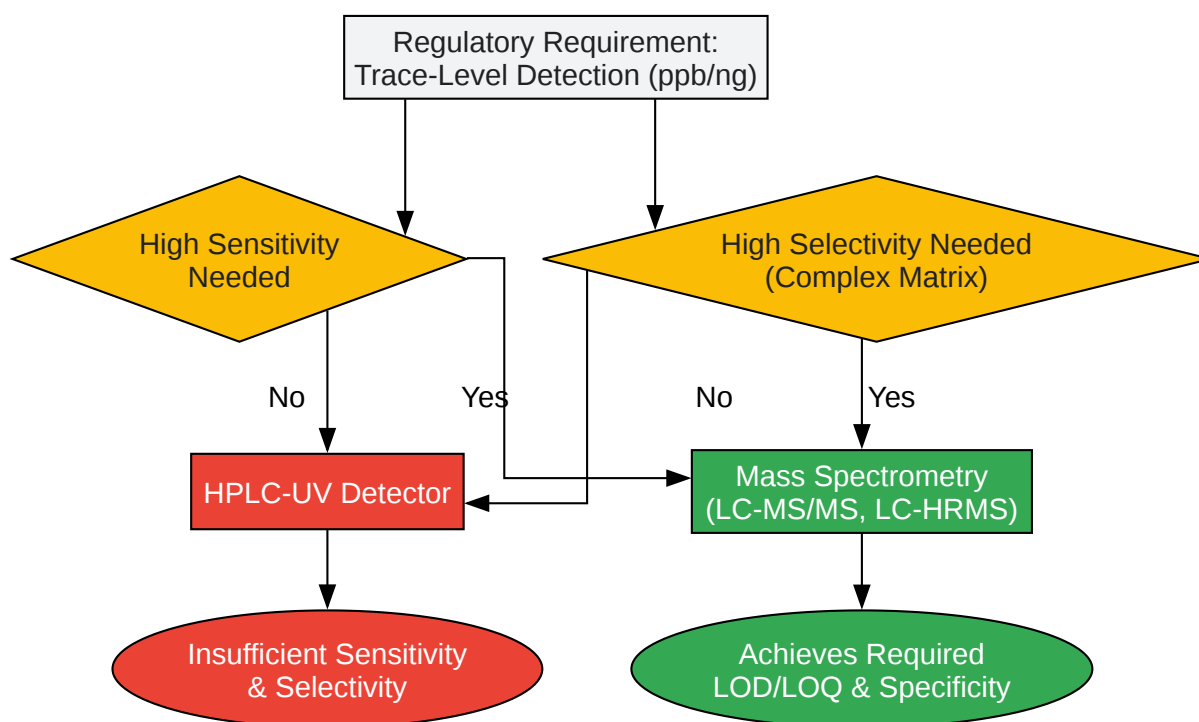 Regulatory Requirement:
Trace-Level Detection (ppb/ng)
High Sensitivity
Needed
High Selectivity Needed
(Complex Matrix)
No
Yes
No
Yes
HPLC-UV Detector
Mass Spectrometry
(LC-MS/MS, LC-HRMS)
Insufficient Sensitivity
& Selectivity
Achieves Required
LOD/LOQ & Specificity